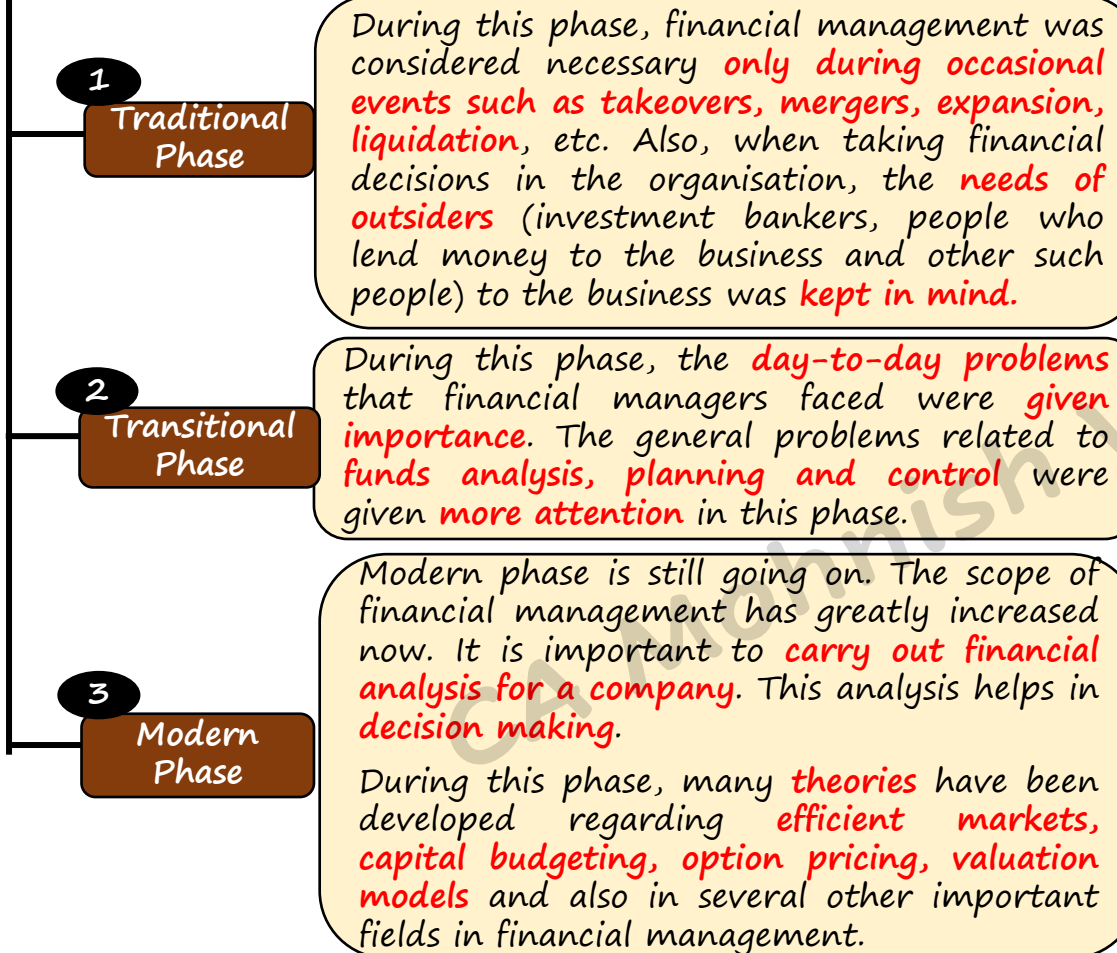 1
Traditional
Phase
During this phase, financial management was
considered necessary only during occasional
events such as takeovers, mergers, expansion,
liquidation, etc. Also, when taking financial
decisions in the organisation, the needs of
outsiders (investment bankers, people who
lend money to the business and other such
people) to the business was kept in mind.
2
Transitional
Phase
During this phase, the day-to-day problems
that financial managers faced were given
importance. The general problems related to
funds analysis, planning and control were
given more attention in this phase.
3
Modern
Phase
Modern phase is still going on. The scope of
financial management has greatly increased
now. It is important to carry out financial
analysis for a company. This analysis helps in
decision making.
During this phase, many theories have been
developed regarding efficient markets,
capital budgeting, option pricing, valuation
models and also in several other important
fields in financial management.
CA Mohnish